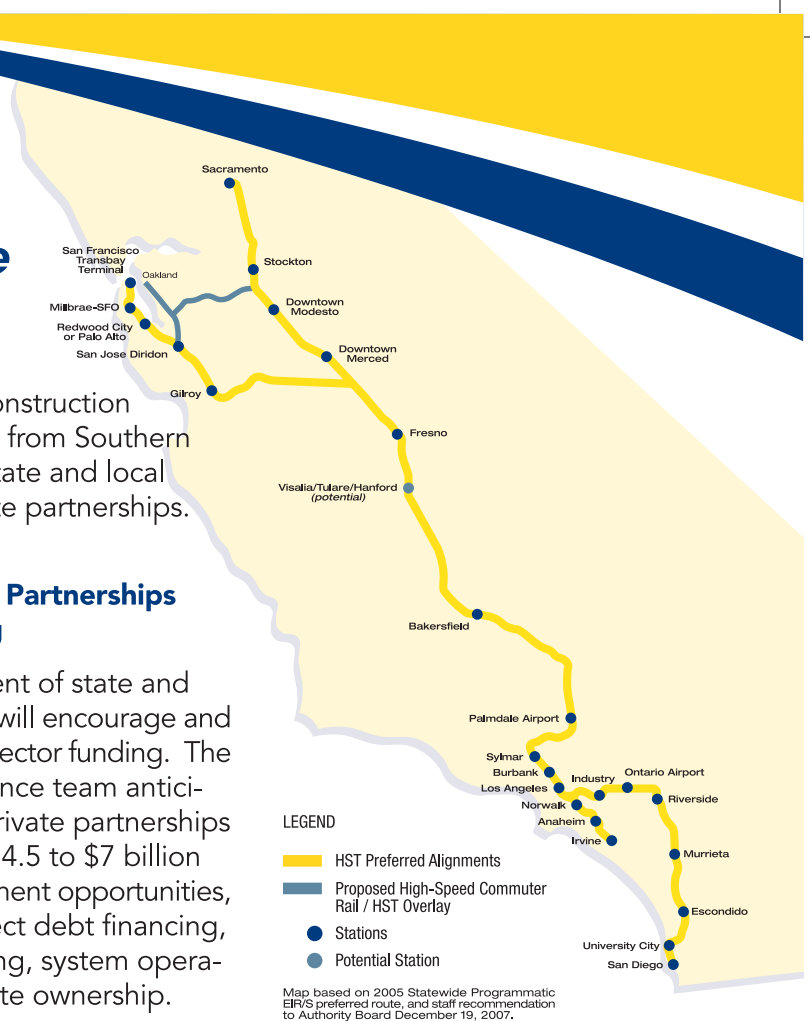 e
onstruction
from Southern
tate and local
te partnerships.
Partnerships
ent of state and
will encourage and
ector funding. The
nce team antici-
rivate partnerships
4.5 to $7 billion
ment opportunities,
ect debt financing,
ng, system opera-
te ownership.
Sacramento
San Francisco
Transbay
Terminal
Oakland
Stockton
Millbrae-SFO
Downtown
Modesto
Redwood City
or Palo Alto
San Jose Diridon
Downtown
Merced
Gilroy
Fresno
Visalia/Tulare/Hanford
(potential)
Bakersfield
Palmdale Airport
Sylmar
Burbank
Los Angeles
Industry
Ontario Airport
Norwalk
Riverside
Anaheim
Irvine
Murrieta
Escondido
University City
San Diego
LEGEND
HST Preferred Alignments
Proposed High-Speed Commuter
Rail / HST Overlay
Stations
Potential Station
Map based on 2005 Statewide Programmatic
EIR/S preferred route, and staff recommendation
to Authority Board December 19, 2007.